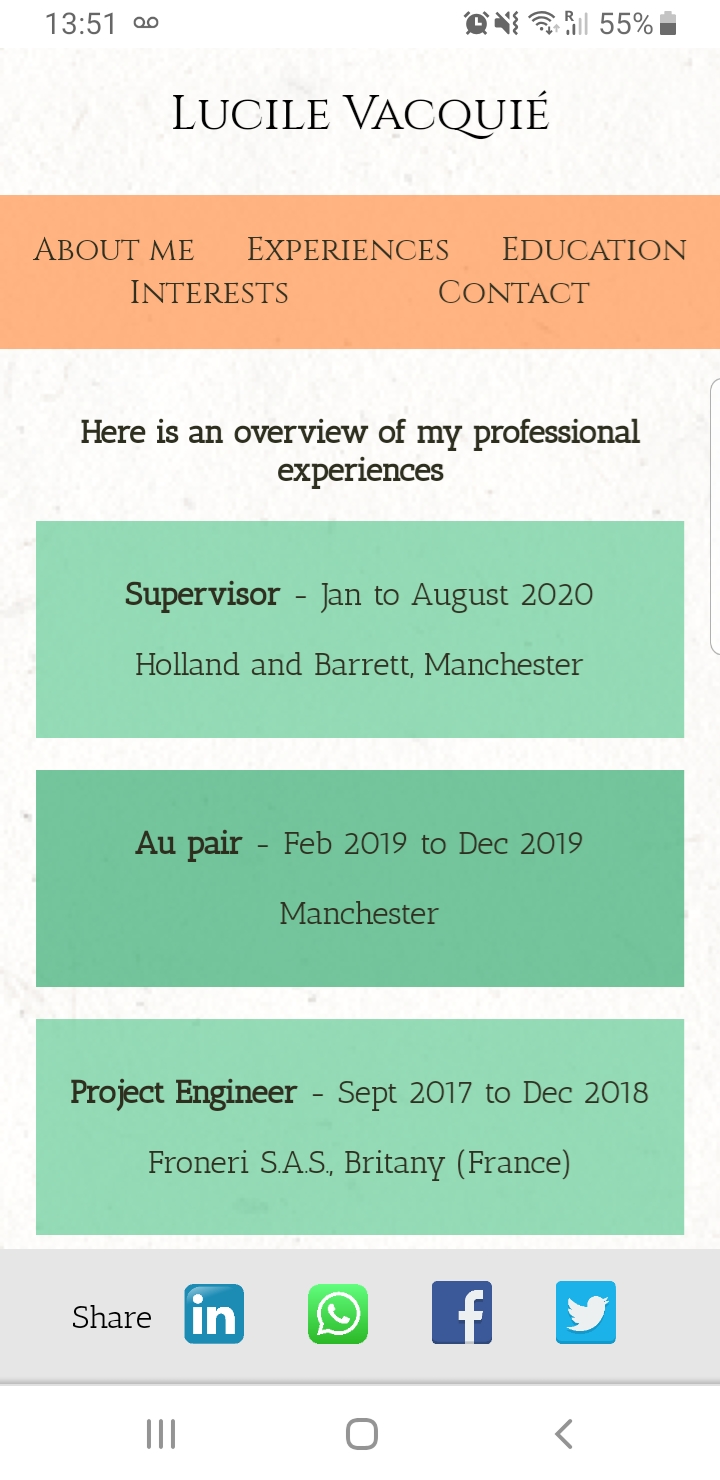 13:51 R 55%
Lucile Vacquié
About me Experiences Education
Interests Contact
Here is an overview of my professional
experiences
Supervisor - Jan to August 2020
Holland and Barrett, Manchester
Au pair - Feb 2019 to Dec 2019
Manchester
Project Engineer - Sept 2017 to Dec 2018
Froneri S.A.S., Britany (France)
Share in